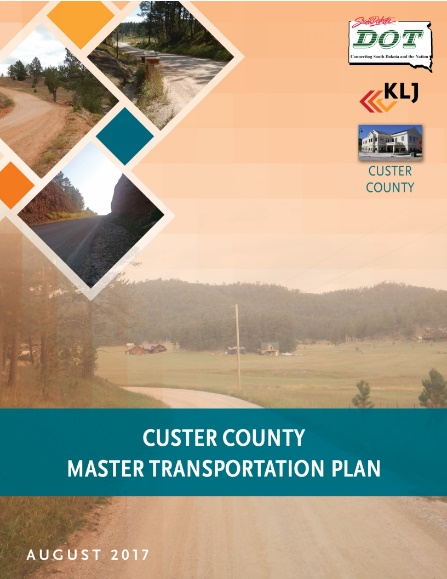 South Dakota
DOT
Connecting South Dakota and the Nation
KLJ
CUSTER
COUNTY
CUSTER COUNTY
MASTER TRANSPORTATION PLAN
AUGUST 2017